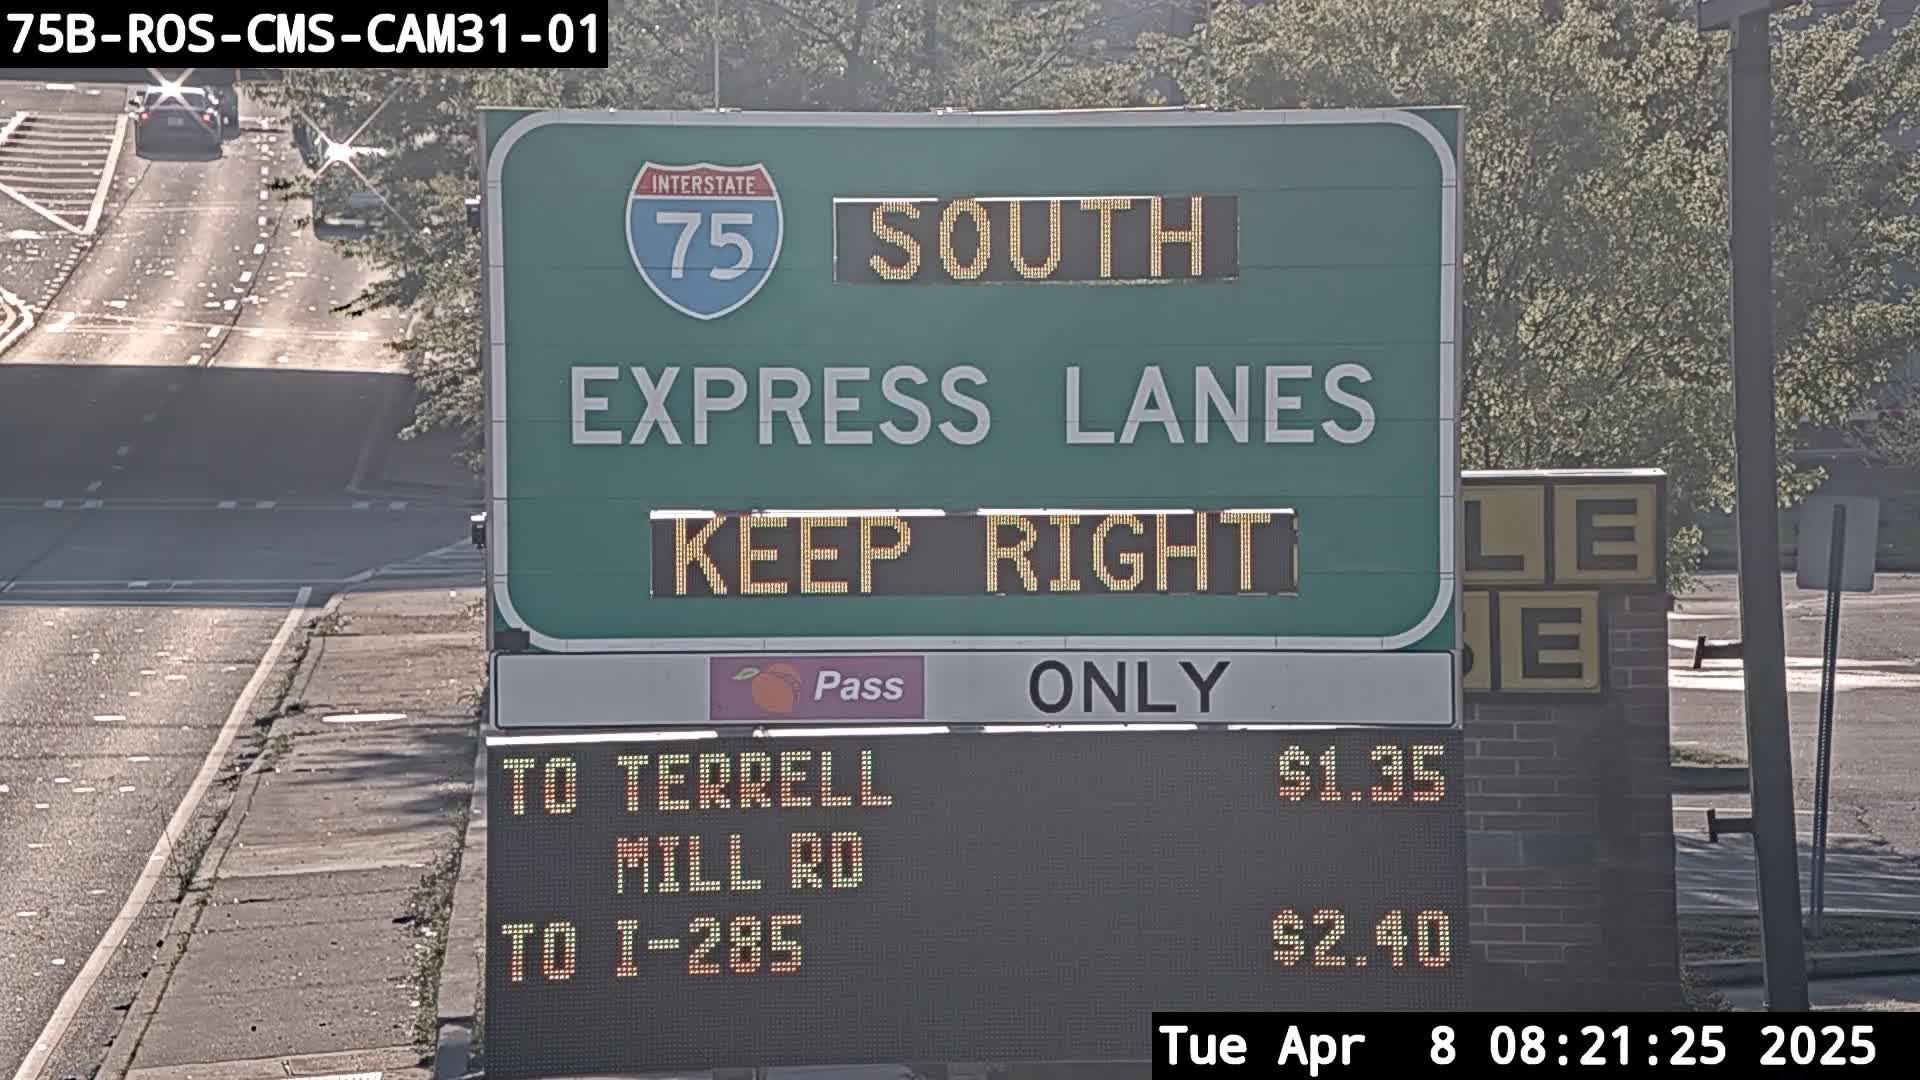 75B-ROS-CMS-CAM31-01
INTERSTATE
75
SOUTH
EXPRESS LANES
KEEP RIGHT
Pass ONLY
TO TERRELL $1.35
MILL RD
TO I-285 $2.40
LE
E
Tue Apr 8 08:21:25 2025